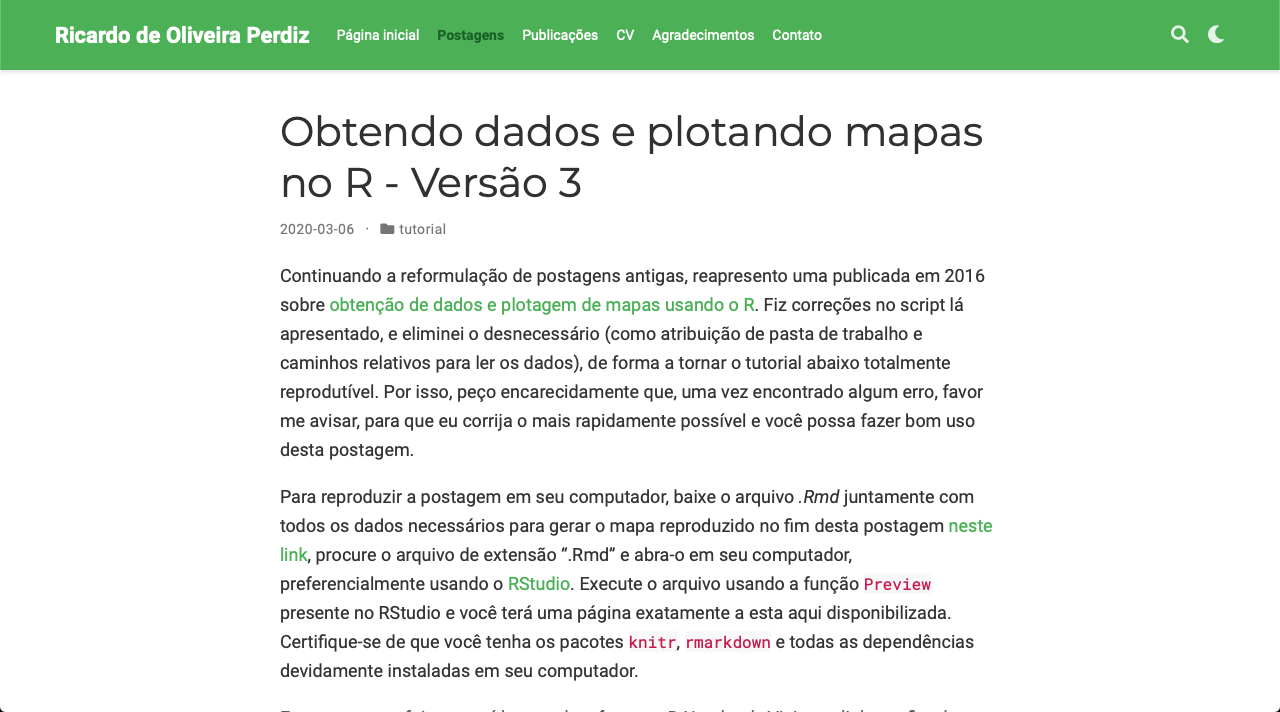 Ricardo de Oliveira Perdiz Página inicial Postagens Publicações CV Agradecimentos Contato
Obtendo dados e plotando mapas
no R - Versão 3
2020-03-06 · tutorial
Continuando a reformulação de postagens antigas, reapresento uma publicada em 2016
sobre obtenção de dados e plotagem de mapas usando o R. Fiz correções no script lá
apresentado, e eliminei o desnecessário (como atribuição de pasta de trabalho e
caminhos relativos para ler os dados), de forma a tornar o tutorial abaixo totalmente
reprodutível. Por isso, peço encarecidamente que, uma vez encontrado algum erro, favor
me avisar, para que eu corrija o mais rapidamente possível e você possa fazer bom uso
desta postagem.
Para reproduzir a postagem em seu computador, baixe o arquivo .Rmd juntamente com
todos os dados necessários para gerar o mapa reproduzido no fim desta postagem neste
link, procure o arquivo de extensão “.Rmd” e abra-o em seu computador,
preferencialmente usando o RStudio. Execute o arquivo usando a função Preview
presente no RStudio e você terá uma página exatamente a esta aqui disponibilizada.
Certifique-se de que você tenha os pacotes knitr, rmarkdown e todas as dependências
devidamente instaladas em seu computador.